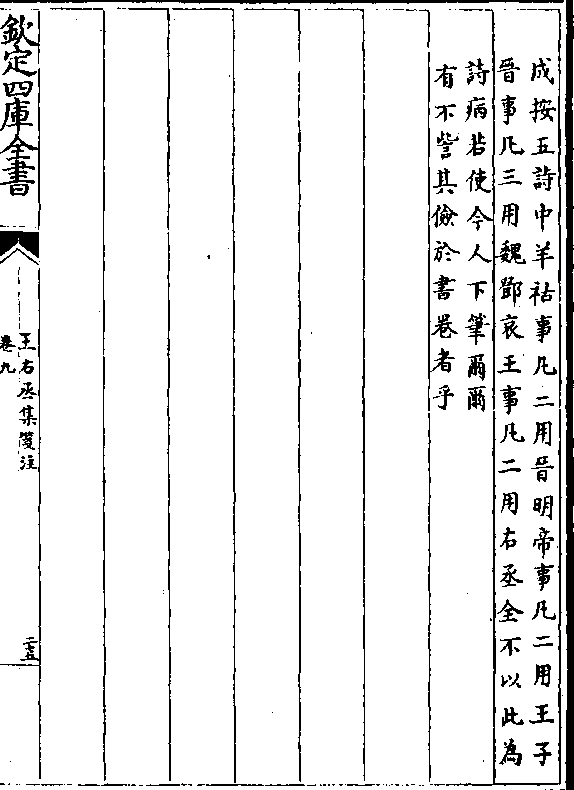 成按五詩中羊祜事凡二用晉明帝事凡二用王子
晉事凡三用魏鄧哀王事凡二用右丞全不以此為
詩病若使今人下筆爾爾
有不訾其儉於書卷者乎
欽定四庫全書
王右丞集箋注
卷九
二五